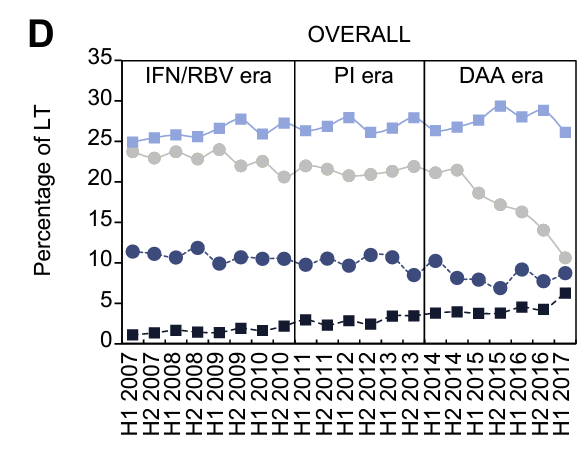 D
OVERALL
IFN/RBV era
PI era
DAA era
Percentage of LT
35
30
25
20
15
10
5
0
H1 2007
H2 2007
H1 2008
H2 2008
H1 2009
H2 2009
H1 2010
H2 2010
H1 2011
H2 2011
H1 2012
H2 2012
H1 2013
H2 2013
H1 2014
H2 2014
H1 2015
H2 2015
H1 2016
H2 2016
H1 2017